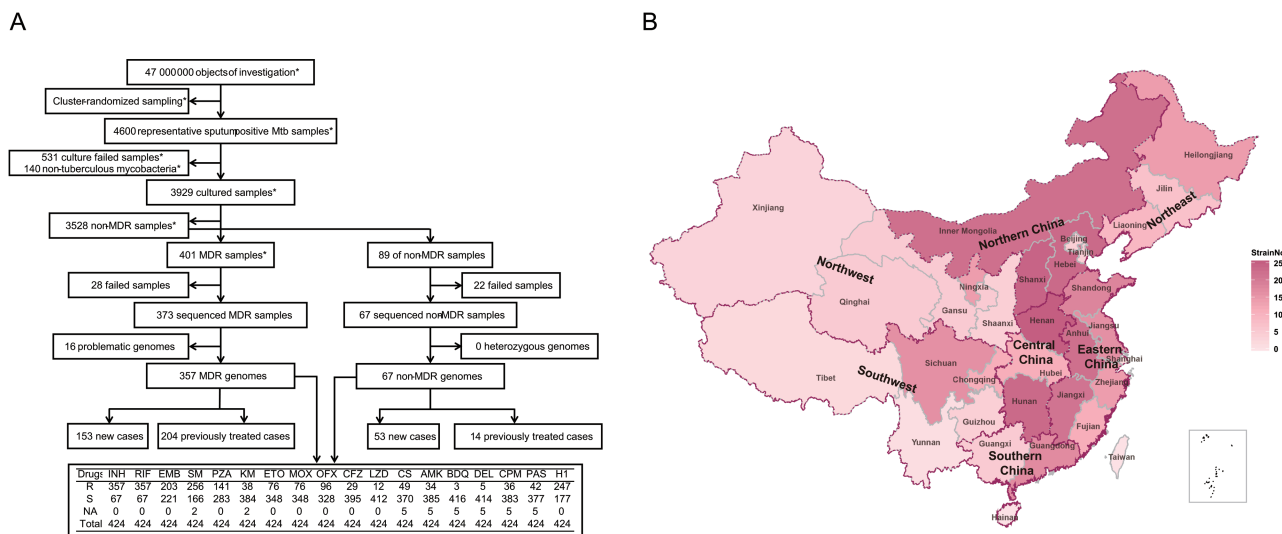 A
47 000 000 objects of investigation*
Cluster-randomized sampling*
4600 representative sputum positive Mtb samples*
531 culture failed samples*
140 non-tuberculous mycobacteria*
3929 cultured samples*
3528 non-MDR samples*
401 MDR samples*
89 of non-MDR samples
28 failed samples
22 failed samples
373 sequenced MDR samples
67 sequenced non-MDR samples
16 problematic genomes
0 heterozygous genomes
357 MDR genomes
67 non-MDR genomes
153 new cases
204 previously treated cases
53 new cases
14 previously treated cases
Drugs INH RIF EMB SM PZA KM ETO MOX OFX CFZ LZD CS AMK BDQ DEL CPM PAS H1
R 357 357 203 256 141 38 76 76 96 29 12 49 34 3 5 36 42 247
S 67 67 221 166 283 384 348 348 328 395 412 370 385 416 414 383 377 177
NA 0 0 0 2 0 2 0 0 0 0 0 5 5 5 5 5 5 0
Total 424 424 424 424 424 424 424 424 424 424 424 424 424 424 424 424 424 424
B
Heilongjiang
Jilin
Northeast
Liaoning
Xinjiang
Inner Mongolia
Northern China
Beijing
Tianjin
Hebei
StrainNo
25
20
15
10
5
0
Northwest
Ningxia
Shanxi
Shandong
Qinghai
Gansu
Shaanxi
Henan
Jiangsu
Anhui
Central
China
Eastern
China
Shanghai
Sichuan
Chongqing
Hubei
Zhejiang
Tibet
Southwest
Hunan
Jiangxi
Guizhou
Fujian
Yunnan
Guangxi
Guangdong
Southern
China
Taiwan
Hainan